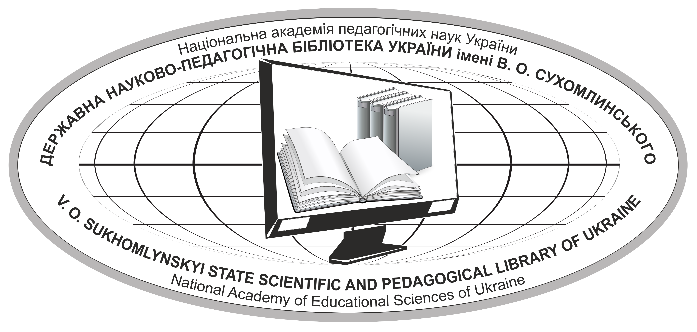 Національна академія педагогічних наук України
ДЕРЖАВНА НАУКОВО-ПЕДАГОГІЧНА БІБЛІОТЕКА УКРАЇНИ імені В. О. СУХОМЛИНСЬКОГО
V. O. SUKHOMLYNSKYI STATE SCIENTIFIC AND PEDAGOGICAL LIBRARY OF UKRAINE
National Academy of Educational Sciences of Ukraine